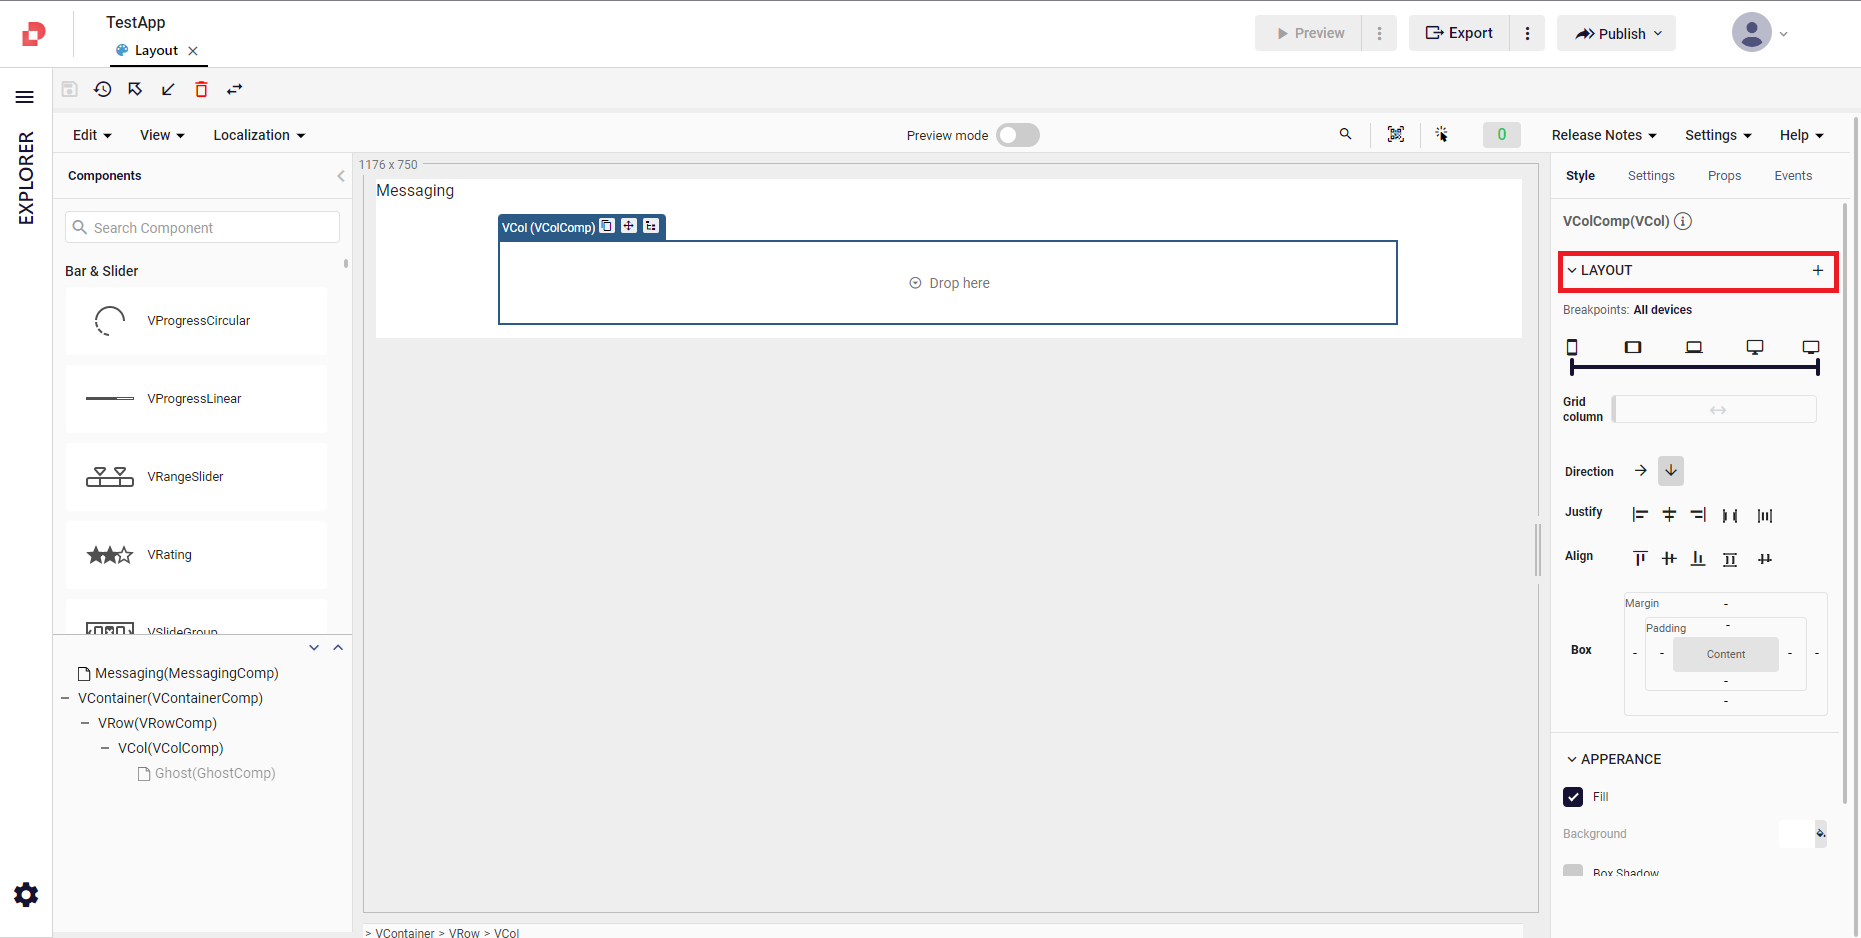 TestApp
Layout
Preview
Export
Publish
EXPLORER
Edit
View
Localization
Preview mode
0
Release Notes
Settings
Help
Components
Search Component
Bar & Slider
VProgressCircular
VProgressLinear
VRangeSlider
VRating
VSlideGroup
Messaging(MessagingComp)
VContainer(VContainerComp)
VRow(VRowComp)
VCol(VColComp)
Ghost(GhostComp)
1176 x 750
Messaging
VCol (VColComp)
Drop here
> VContainer > VRow > VCol
Style
Settings
Props
Events
VColComp(VCol)
LAYOUT
Breakpoints: All devices
Grid
column
Direction
Justify
Align
Box
Margin
Padding
Content
APPERANCE
Fill
Background
Box Shadow